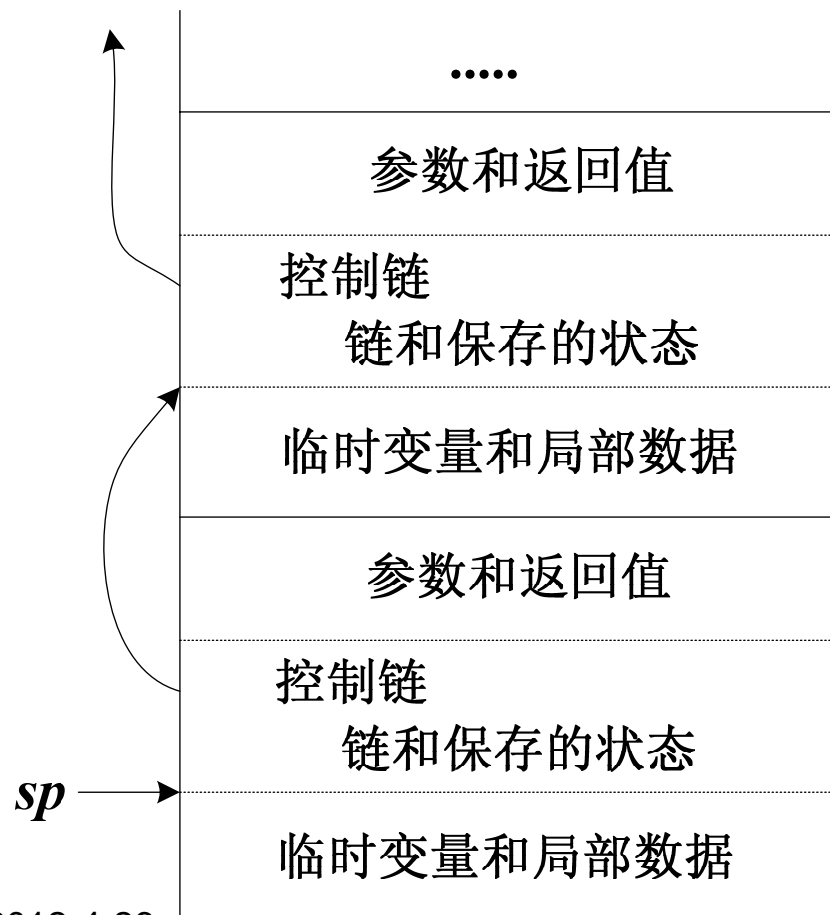 .....
参数和返回值
控制链
链和保存的状态
临时变量和局部数据
参数和返回值
控制链
链和保存的状态
sp
临时变量和局部数据